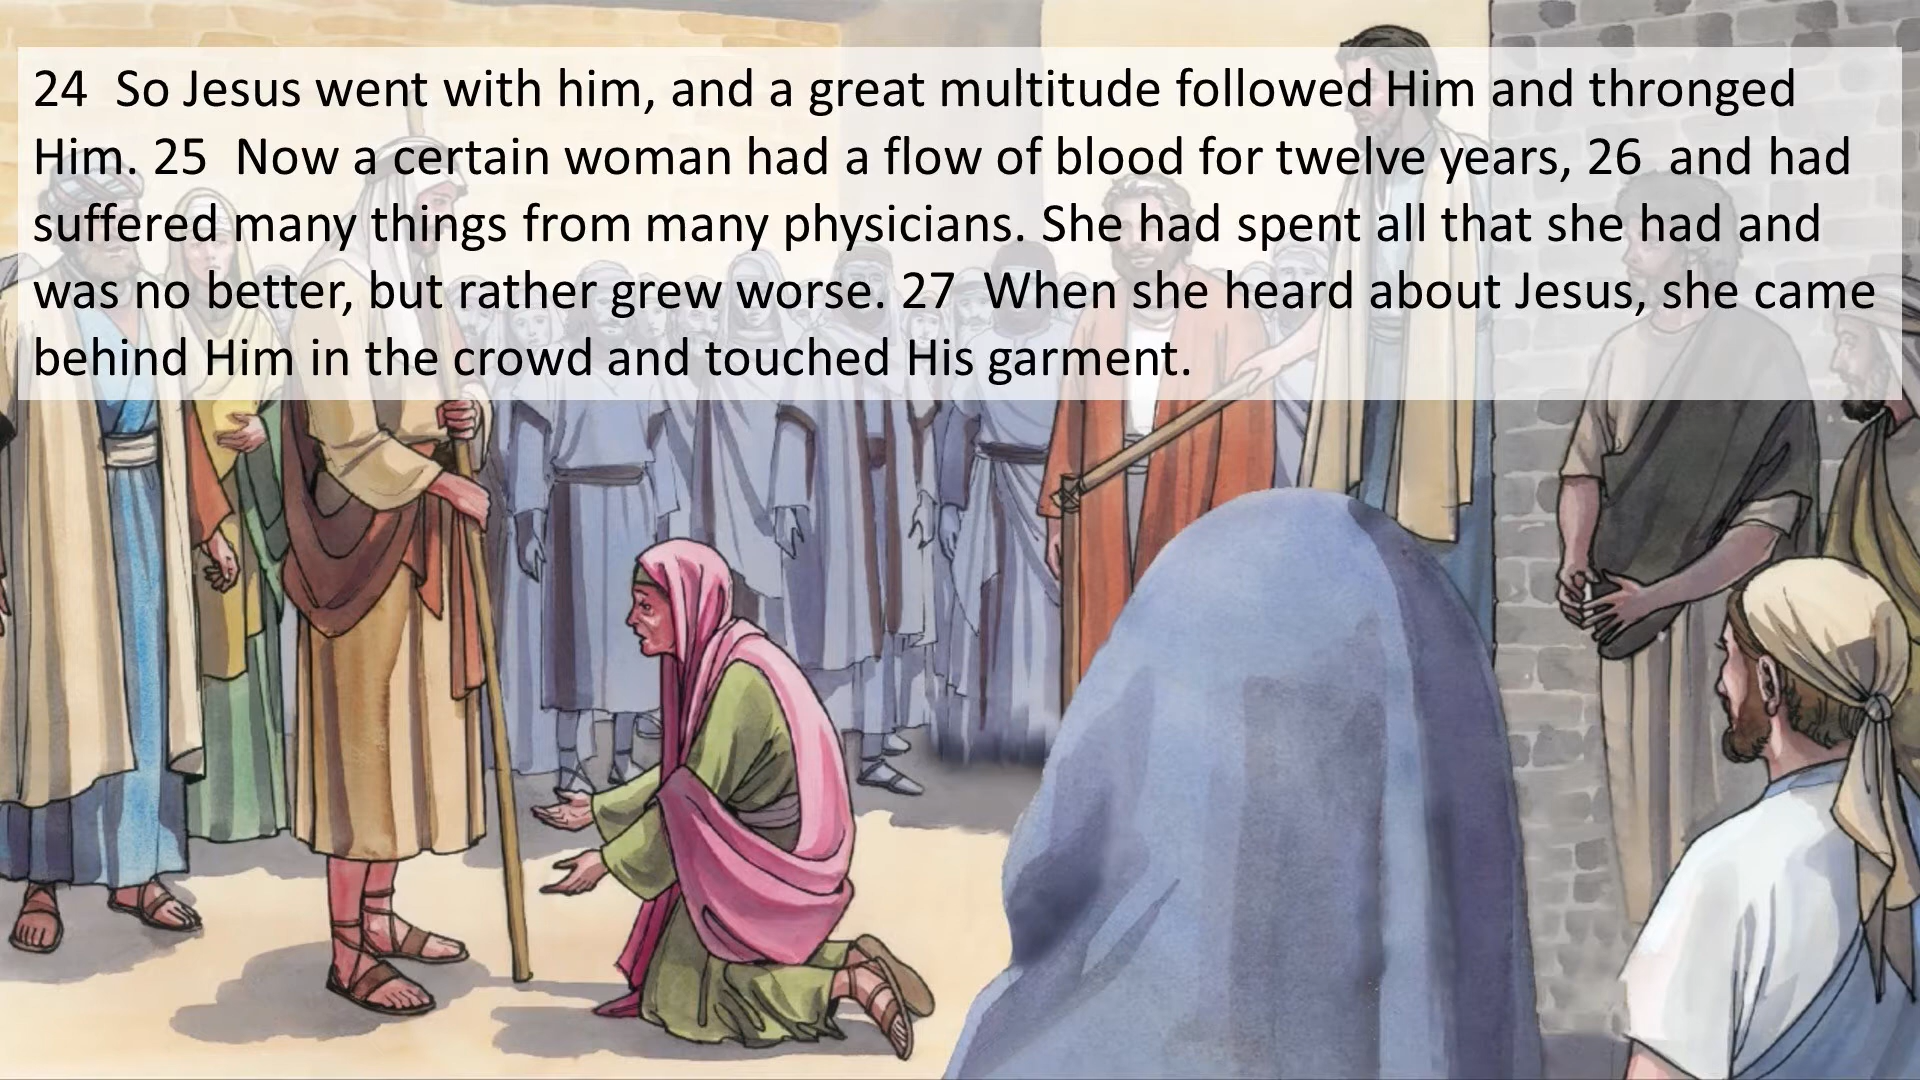 24  So Jesus went with him, and a great multitude followed Him and thronged
Him. 25  Now a certain woman had a flow of blood for twelve years, 26  and had
suffered many things from many physicians. She had spent all that she had and
was no better, but rather grew worse. 27  When she heard about Jesus, she came
behind Him in the crowd and touched His garment.